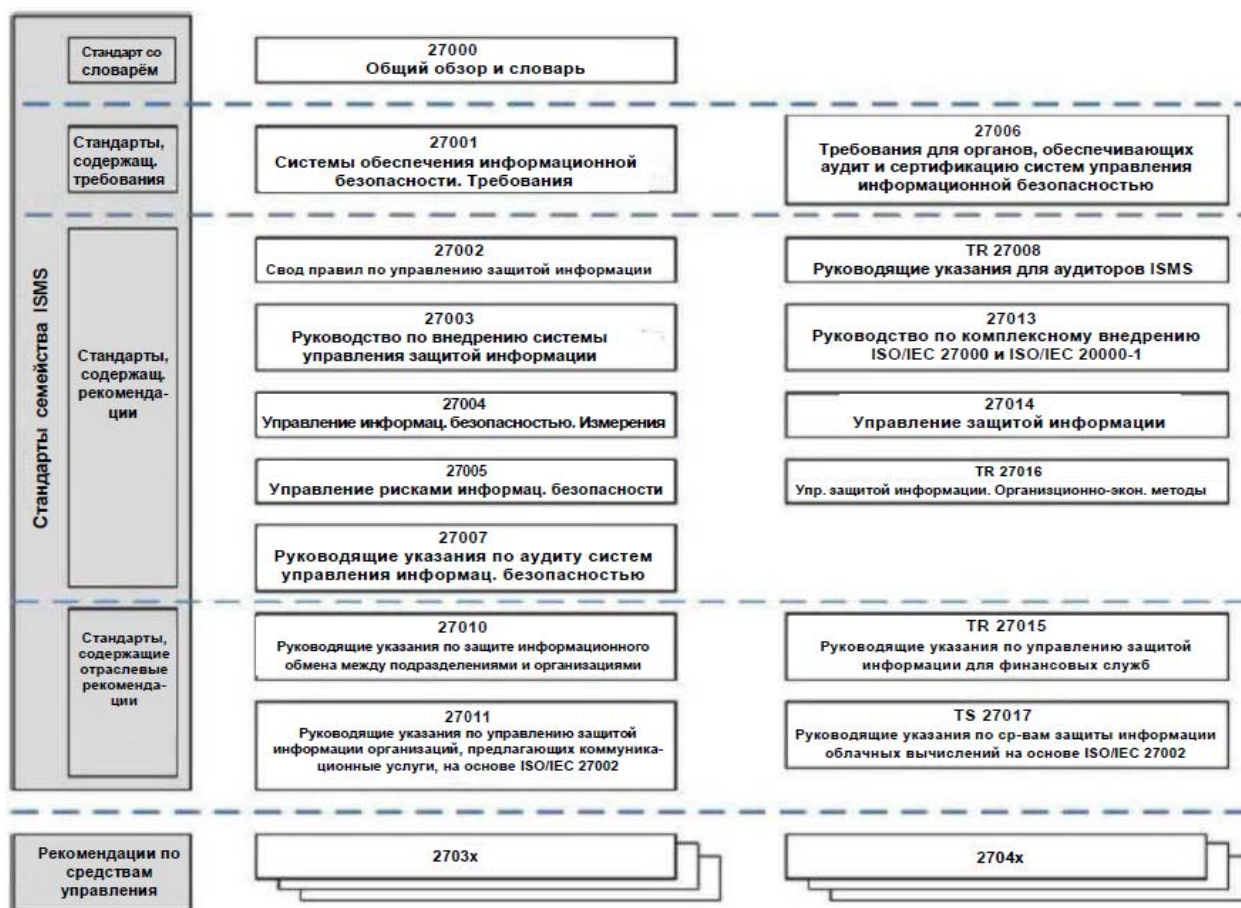 Стандарты семейства ISMS
Стандарт со
словарём
27000
Общий обзор и словарь
Стандарты,
содержащ.
требования
27001
Системы обеспечения информационной
безопасности. Требования
27006
Требования для органов, обеспечивающих
аудит и сертификацию систем управления
информационной безопасностью
Стандарты,
содержащ.
рекоменда-
ции
27002
Свод правил по управлению защитой информации
27003
Руководство по внедрению системы
управления защитой информации
27004
Управление информац. безопасностью. Измерения
27005
Управление рисками информац. безопасности
27007
Руководящие указания по аудиту систем
управления информац. безопасностью
TR 27008
Руководящие указания для аудиторов ISMS
27013
Руководство по комплексному внедрению
ISO/IEC 27000 и ISO/IEC 20000-1
27014
Управление защитой информации
TR 27016
Упр. защитой информации. Организционно-экон. методы
Стандарты,
содержащие
отраслевые
рекоменда-
ции
27010
Руководящие указания по защите информационного
обмена между подразделениями и организациями
27011
Руководящие указания по управлению защитой
информации организаций, предлагающих коммуника-
ционные услуги, на основе ISO/IEC 27002
TR 27015
Руководящие указания по управлению защитой
информации для финансовых служб
TS 27017
Руководящие указания по ср-вам защиты информации
облачных вычислений на основе ISO/IEC 27002
Рекомендации по
средствам
управления
2703x
2704x